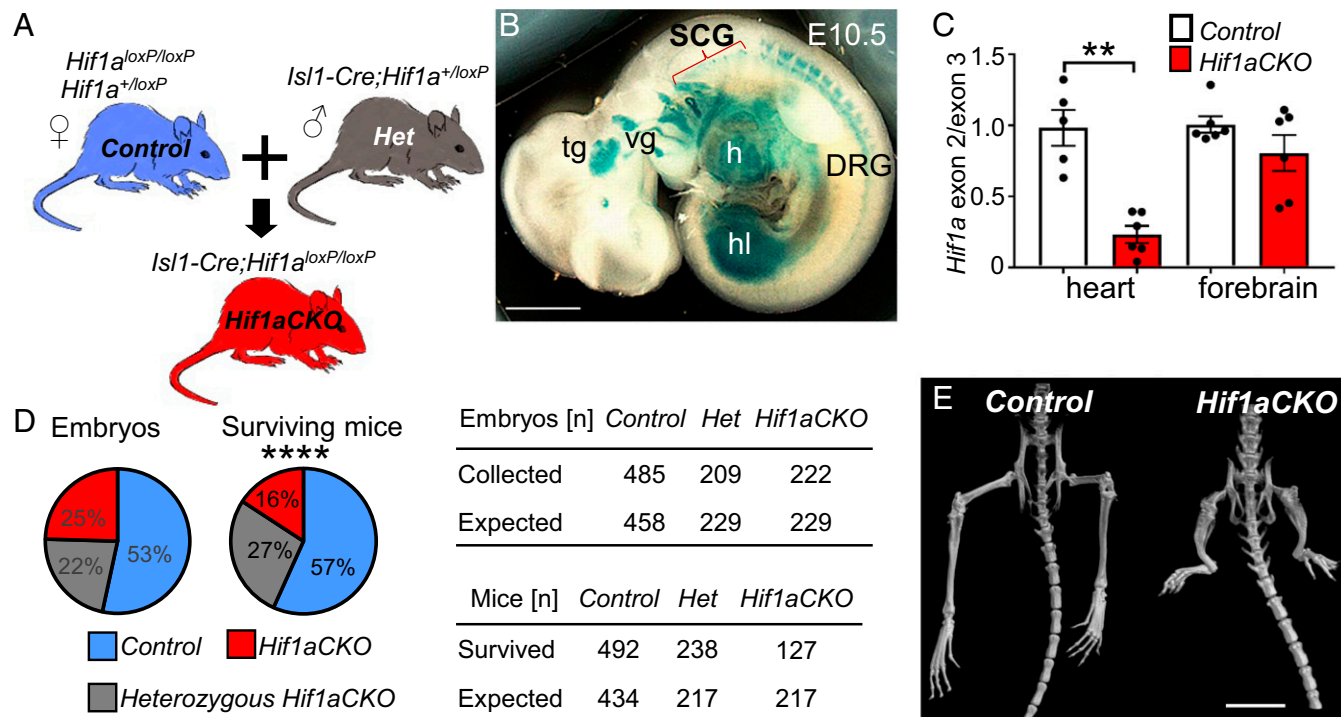 A
Hif1a^loxP/loxP
Hif1a^+/loxP
♀
Control
+
Isl1-Cre;Hif1a^+/loxP
♂
Het
Isl1-Cre;Hif1a^loxP/loxP
Hif1aCKO
B
SCG
E10.5
tg
vg
h
DRG
hl
C
Control
Hif1aCKO
**
Hif1a exon 2/exon 3
1.5
1.0
0.5
0
heart
forebrain
D
Embryos
Surviving mice
****
25%
22%
53%
16%
27%
57%
Control
Hif1aCKO
Heterozygous Hif1aCKO
Embryos [n] Control Het Hif1aCKO
Collected 485 209 222
Expected 458 229 229
Mice [n] Control Het Hif1aCKO
Survived 492 238 127
Expected 434 217 217
E
Control
Hif1aCKO